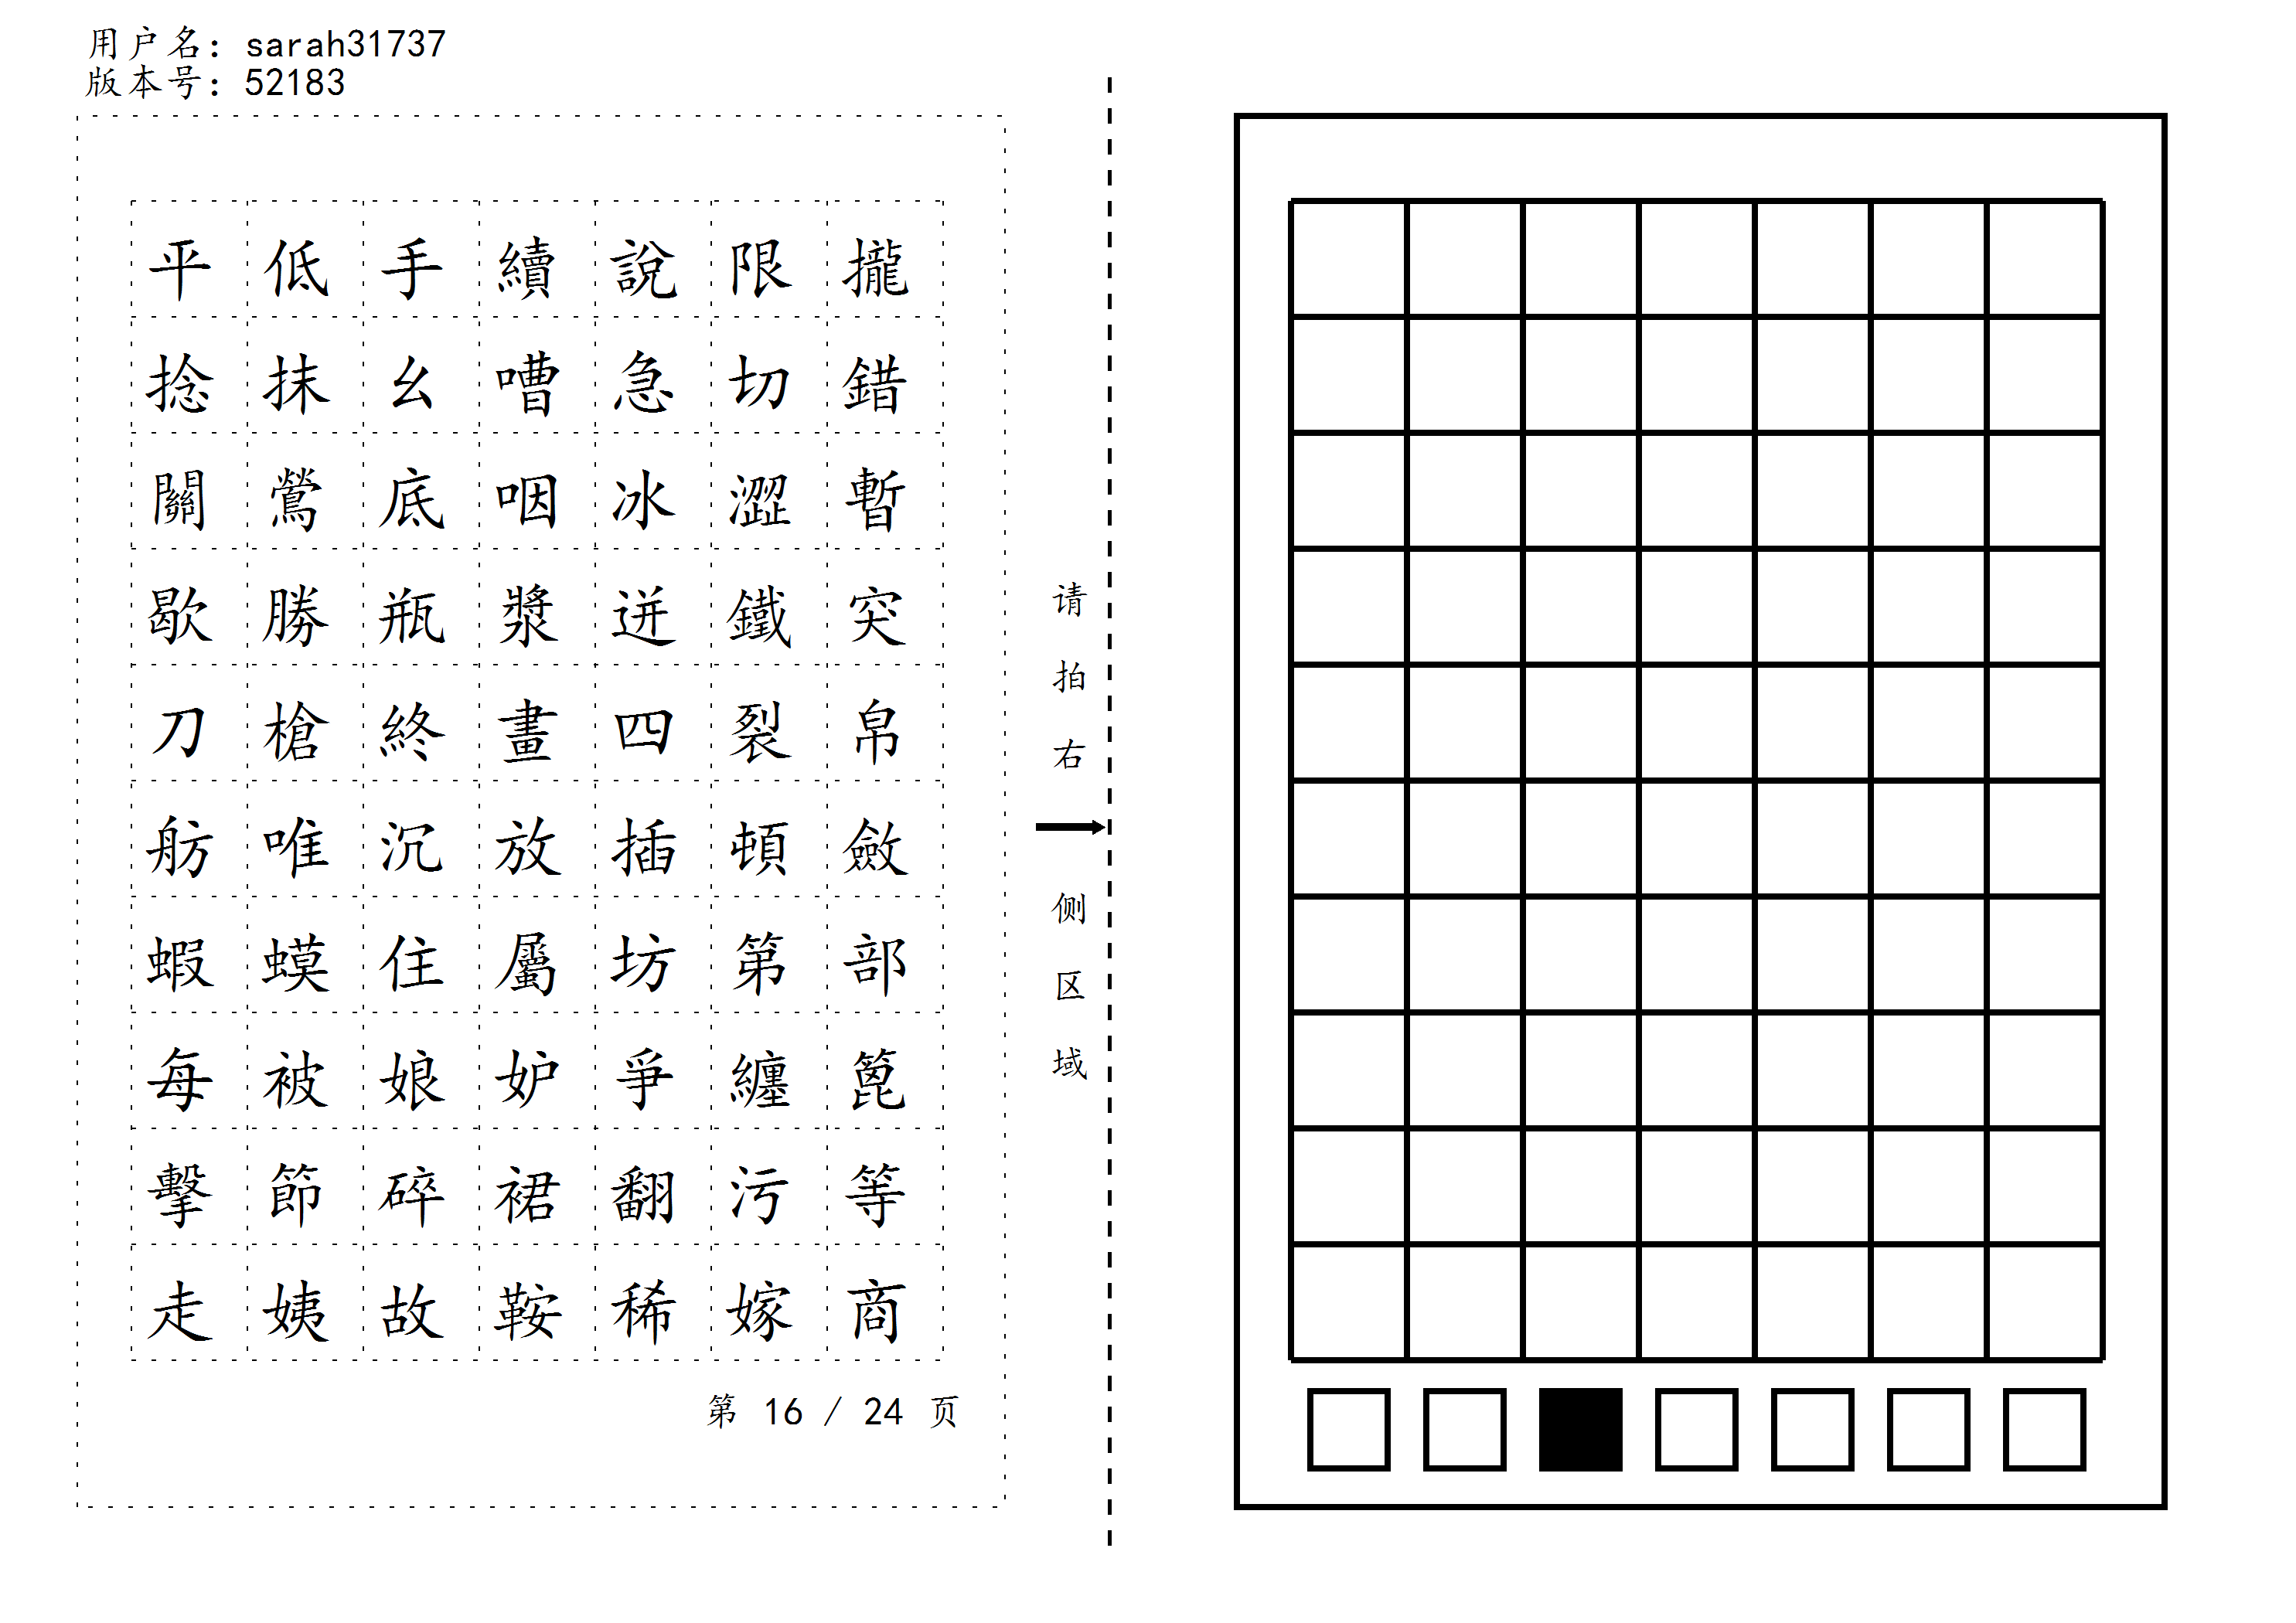 用户名: sarah31737
版本号: 52183
平低手續說限攏
捻抹幺嘈急切錯
關鶯底咽冰澀暫
歇勝瓶漿迸鐵突
刀槍終畫四裂帛
舫唯沉放插頓斂
蝦蟆住屬坊第部
每被娘妒爭纏篦
擊節碎裙翻污等
走姨故鞍稀嫁商
第 16 / 24 页
请拍右侧区域